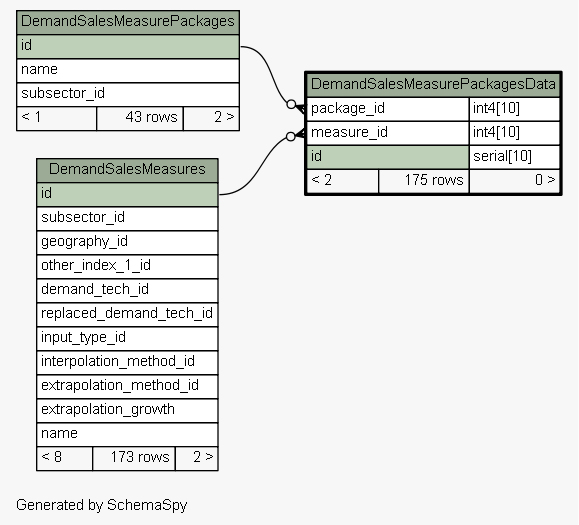 DemandSalesMeasurePackages
id
name
subsector_id
< 1 43 rows 2 >
DemandSalesMeasurePackagesData
package_id int4[10]
measure_id int4[10]
id serial[10]
< 2 175 rows 0 >
DemandSalesMeasures
id
subsector_id
geography_id
other_index_1_id
demand_tech_id
replaced_demand_tech_id
input_type_id
interpolation_method_id
extrapolation_method_id
extrapolation_growth
name
< 8 173 rows 2 >
Generated by SchemaSpy